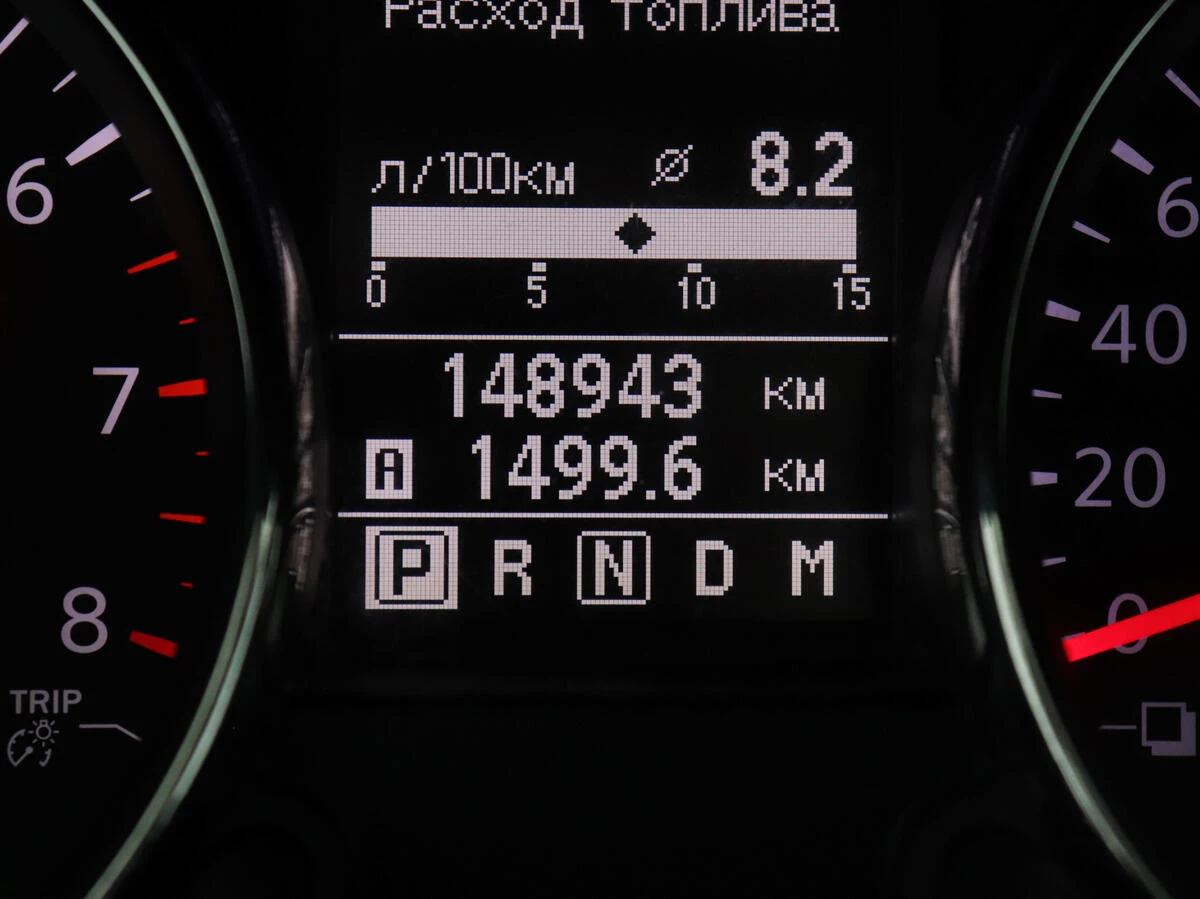 Расход топлива
л/100км ⌀ 8.2
0 5 10 15
148943 км
A 1499.6 км
P R N D M
6
7
8
TRIP
6
40
20
0